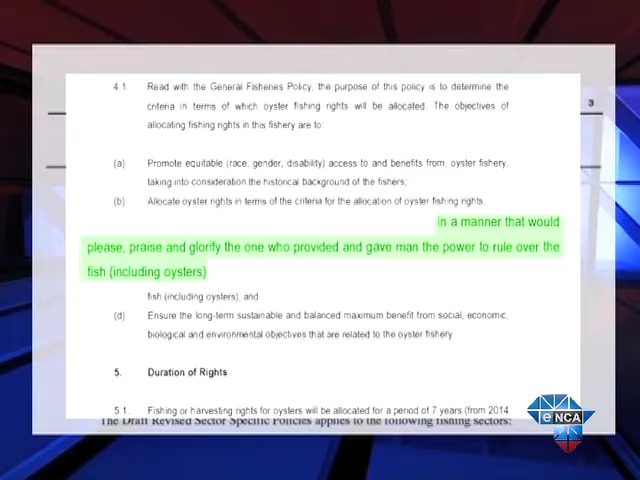 4.1. Read with the General Fisheries Policy, the purpose of this policy is to determine the
3
criteria in terms of which oyster fishing rights will be allocated. The objectives of
allocating fishing rights in this fishery are to:
(a) Promote equitable (race, gender, disability) access to and benefits from, oyster fishery,
taking into consideration the historical background of the fishers;
(b) Allocate oyster rights in terms of the criteria for the allocation of oyster fishing rights.
in a manner that would
please, praise and glorify the one who provided and gave man the power to rule over the
fish (including oysters)
fish (including oysters), and
(d) Ensure the long-term sustainable and balanced maximum benefit from social, economic,
biological and environmental objectives that are related to the oyster fishery
5. Duration of Rights
5.1. Fishing or harvesting rights for oysters will be allocated for a period of 7 years (from 2014
The Draft Revised Sector Specific Policies applies to the following fishing sectors:
eNCA